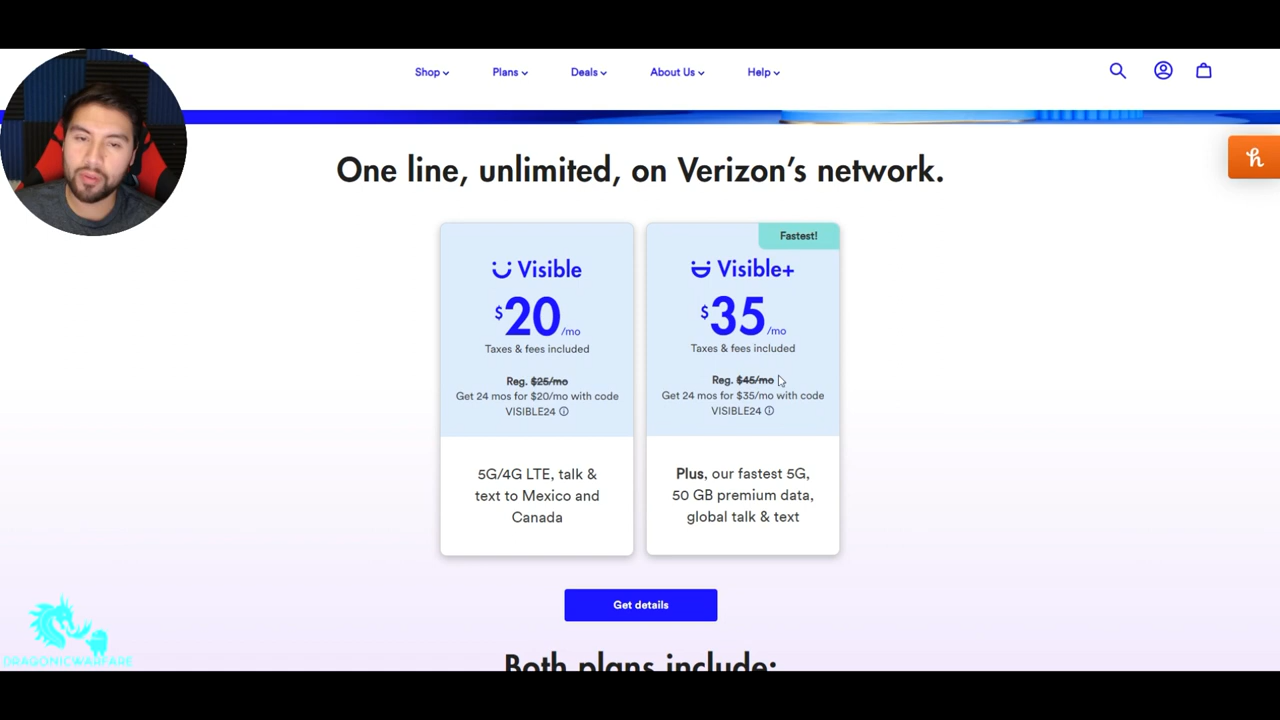 Shop
Plans
Deals
About Us
Help
One line, unlimited, on Verizon's network.
Visible
$20/mo
Taxes & fees included
Reg. $25/mo
Get 24 mos for $20/mo with code
VISIBLE24
5G/4G LTE, talk &
text to Mexico and
Canada
Fastest!
Visible+
$35/mo
Taxes & fees included
Reg. $45/mo
Get 24 mos for $35/mo with code
VISIBLE24
Plus, our fastest 5G,
50 GB premium data,
global talk & text
Get details
Both plans include:
DRAGONICWARFARE